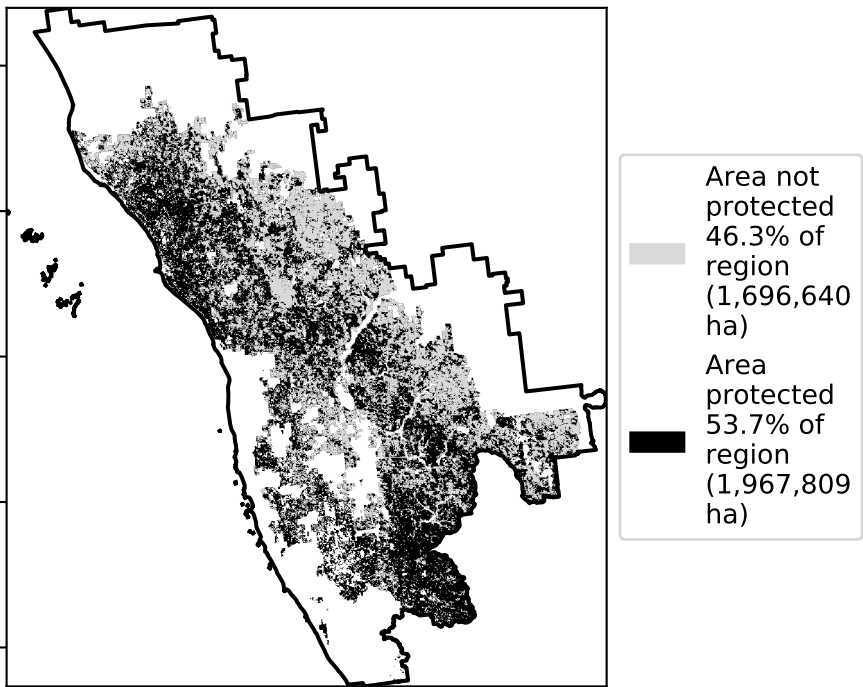 Area not
protected
46.3% of
region
(1,696,640
ha)
Area
protected
53.7% of
region
(1,967,809
ha)